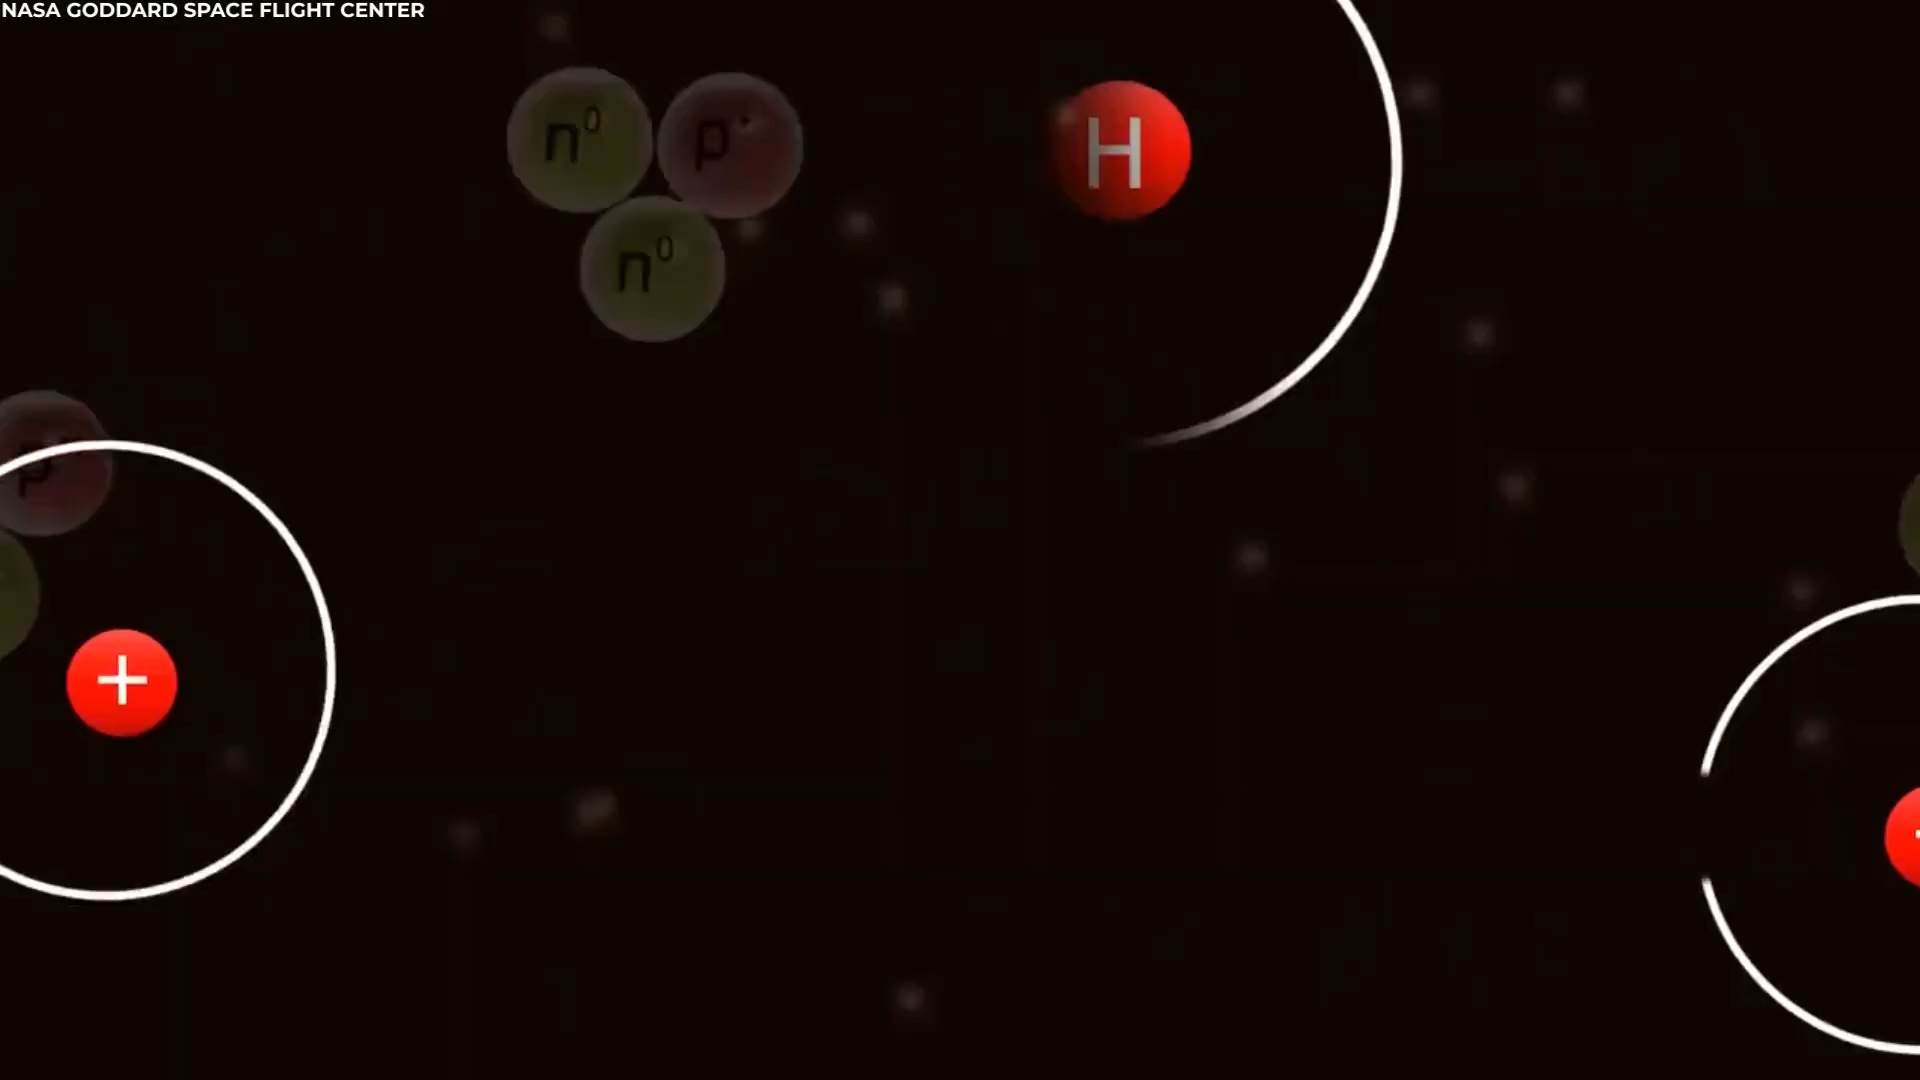 NASA GODDARD SPACE FLIGHT CENTER
n⁰ p⁺
H
n⁰
p
+